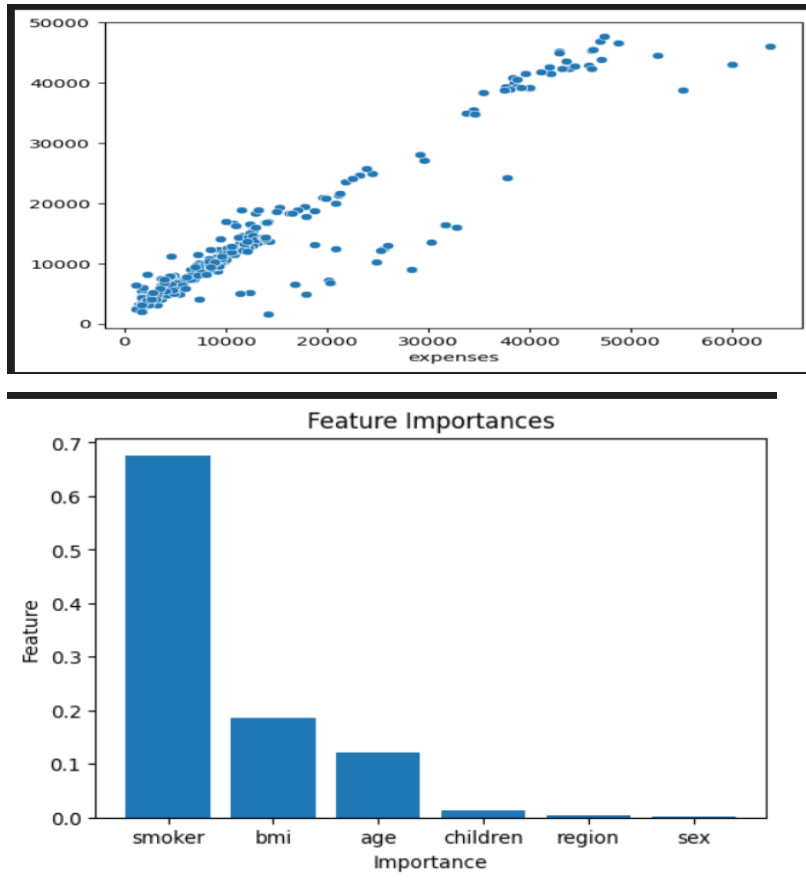 50000
40000
30000
20000
10000
0
0 10000 20000 30000 40000 50000 60000
expenses
Feature Importances
0.7
0.6
0.5
0.4
0.3
0.2
0.1
0.0
Feature
smoker bmi age children region sex
Importance